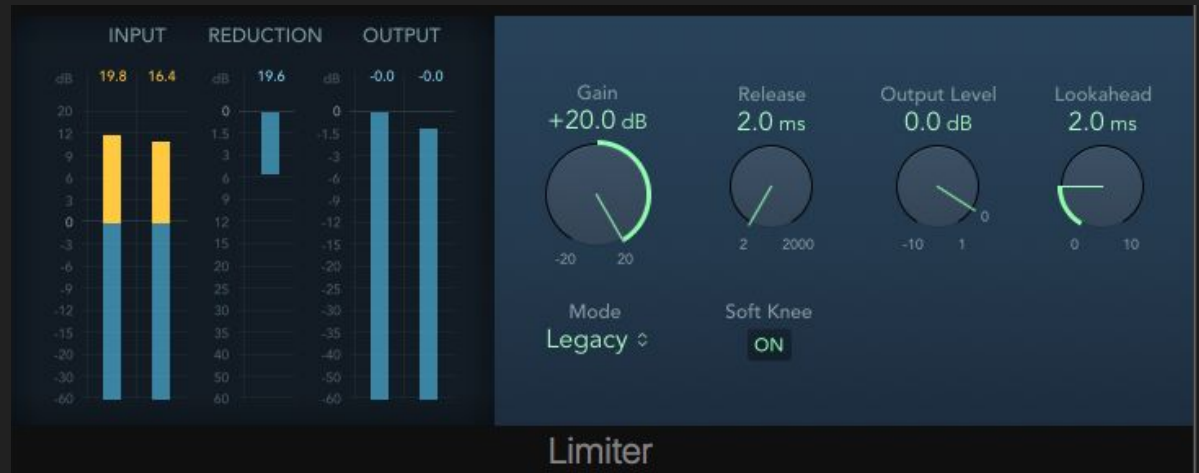 INPUT REDUCTION OUTPUT
dB 19.8 16.4 dB 19.6 dB -0.0 -0.0
20 0 0
12 1.5 -1.5
9 3 -3
6 6 -6
3 9 -9
0 12 -12
-3 15 -15
-6 20 -20
-9 25 -25
-12 30 -30
-15 35 -35
-20 40 -40
-30 50 -50
-60 60 -60
Gain Release Output Level Lookahead
+20.0 dB 2.0 ms 0.0 dB 2.0 ms
-20 20 2 2000 -10 1 0 0 10
Mode Soft Knee
Legacy ON
Limiter